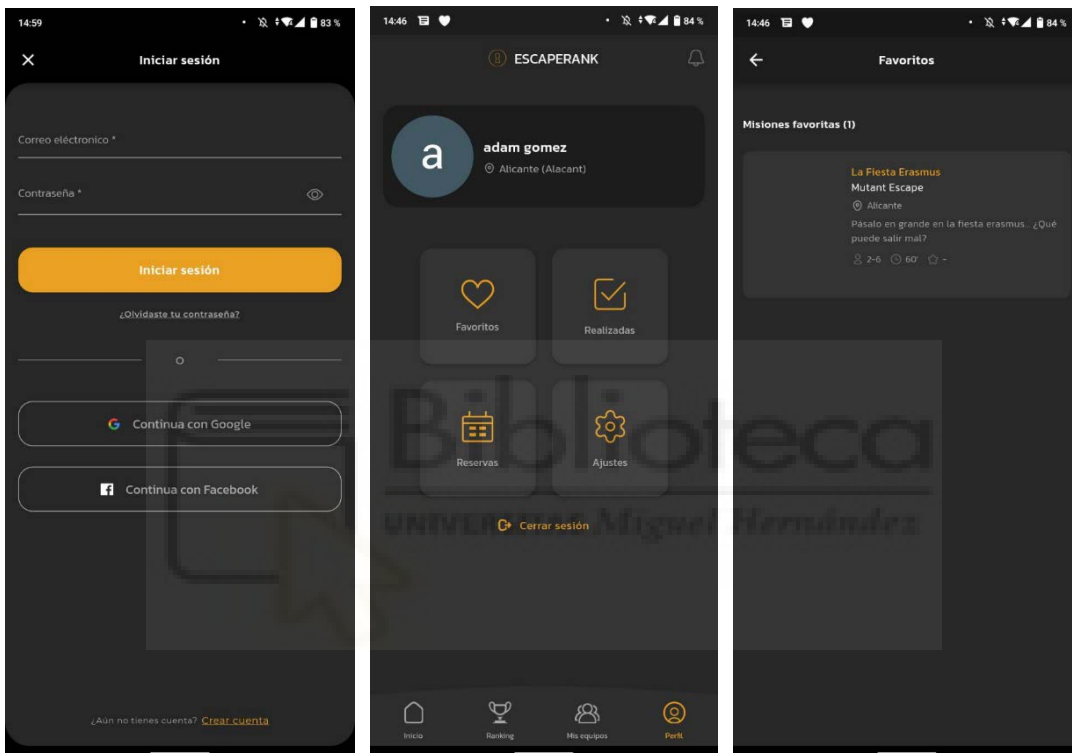 14:59
83 %
Iniciar sesión
Correo eléctronico *
Contraseña *
Iniciar sesión
¿Olvidaste tu contraseña?
O
Continua con Google
Continua con Facebook
¿Aún no tienes cuenta? Crear cuenta
14:46
84 %
ESCAPERANK
a
adam gomez
Alicante (Alacant)
Favoritos
Realizadas
Reservas
Ajustes
Cerrar sesión
Inicio
Ranking
Mis equipos
Perfil
14:46
84 %
Favoritos
Misiones favoritas (1)
La Fiesta Erasmus
Mutant Escape
Alicante
Pásalo en grande en la fiesta erasmus.. ¿Qué
puede salir mal?
2-6 60' -
Biblioteca
UNIVERSITAS Miguel Hernández